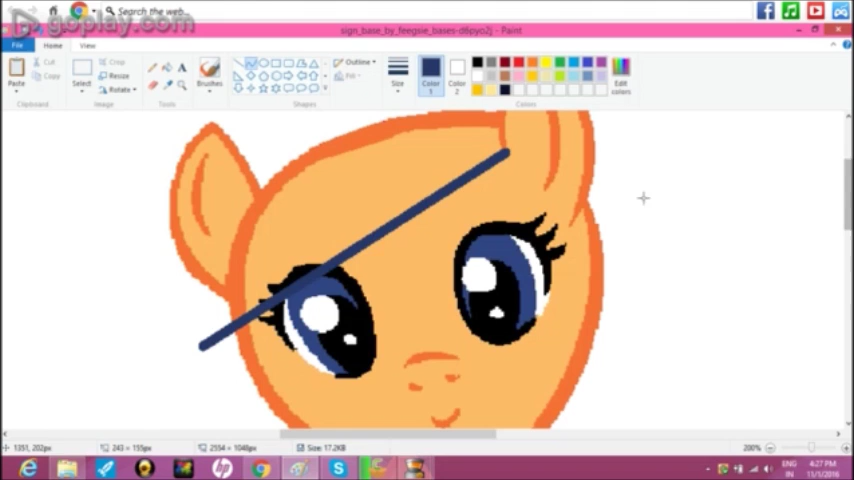 goplay.com
Search the web...
sign_base_by_feegsie_bases-d6pyo2j - Paint
File Home View
Paste Cut Copy
Select Crop Resize Rotate
Brushes
Outline Fill
Size
Color 1
Color 2
Edit colors
Clipboard Image Tools Shapes Colors
1351, 202px 243 × 155px 2554 × 1048px Size: 17.2KB 200%
ENG IN
4:27 PM
11/1/2016